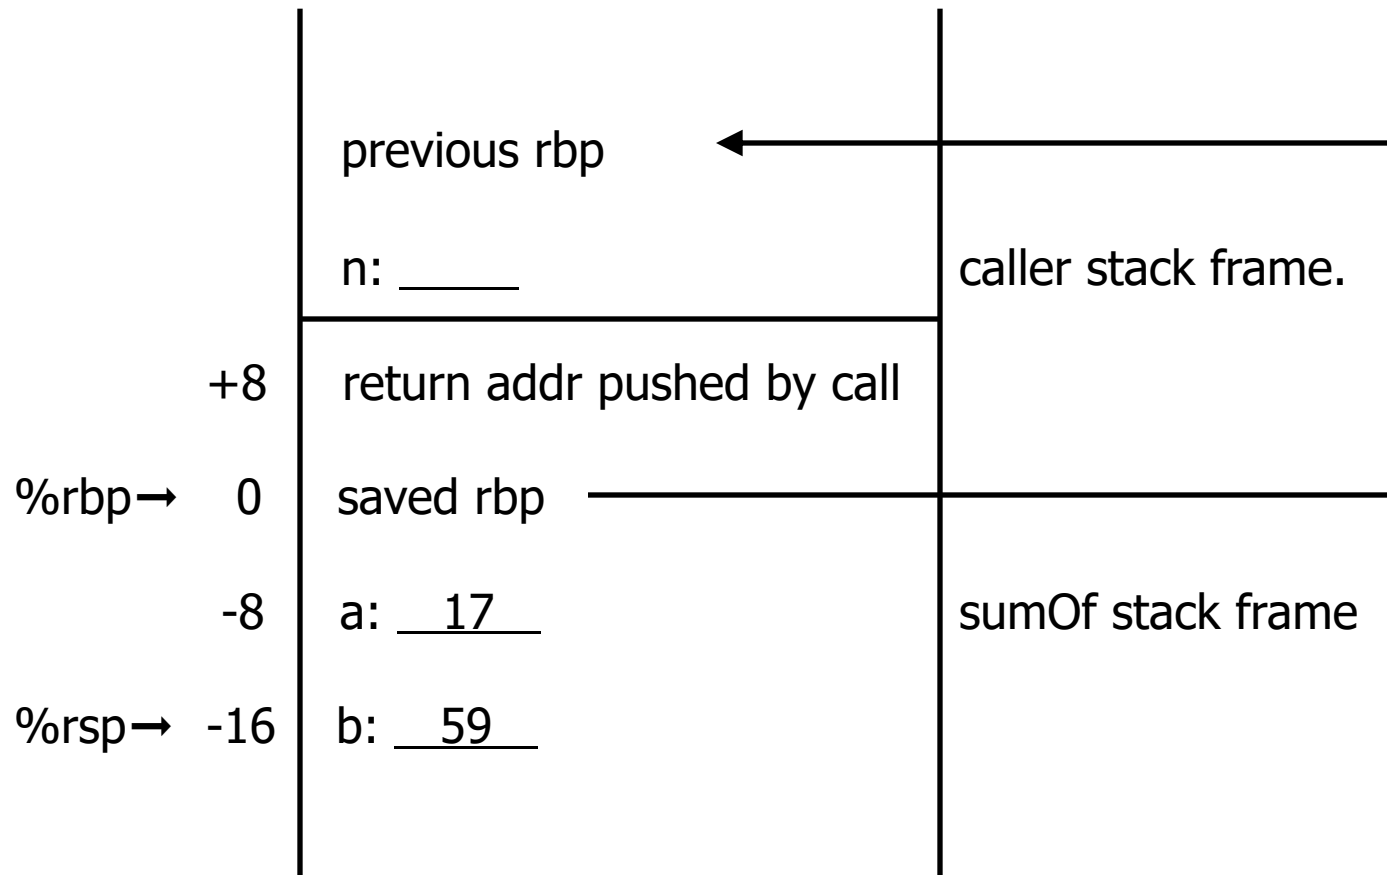 previous rbp
n: _____ caller stack frame.
+8 return addr pushed by call
%rbp→ 0 saved rbp
-8 a: 17 sumOf stack frame
%rsp→ -16 b: 59